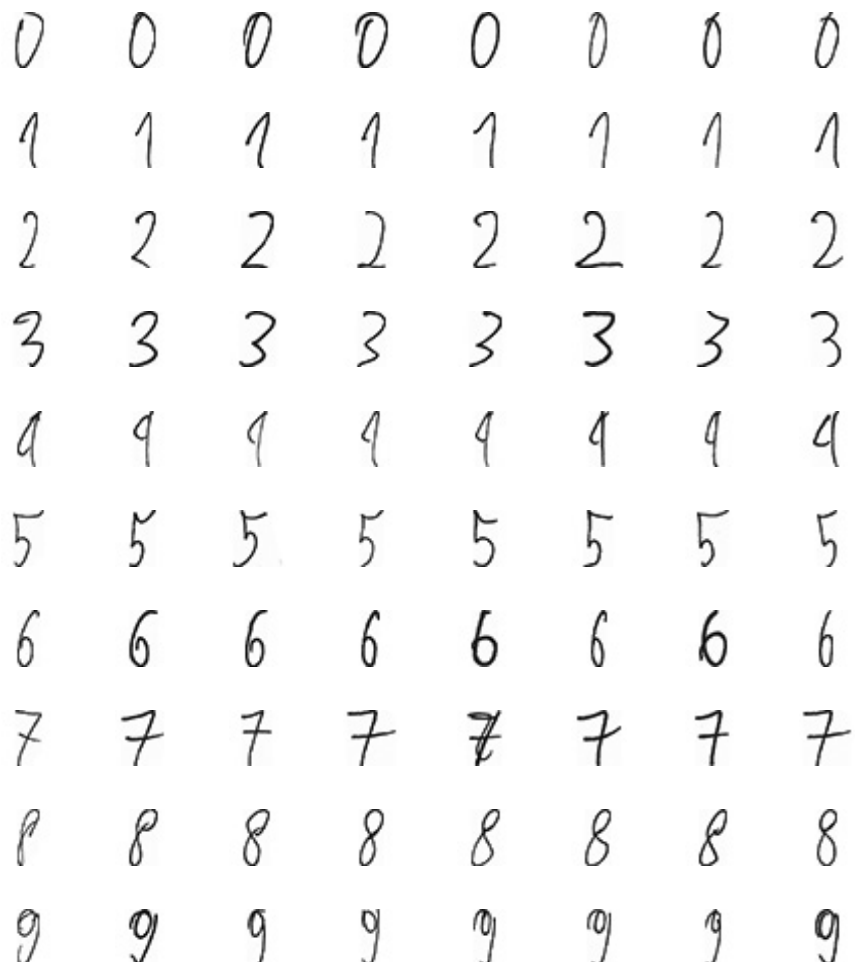 0 0 0 0 0 0 0 0
1 1 1 1 1 1 1 1
2 2 2 2 2 2 2 2
3 3 3 3 3 3 3 3
4 4 4 4 4 4 4 4
5 5 5 5 5 5 5 5
6 6 6 6 6 6 6 6
7 7 7 7 7 7 7 7
8 8 8 8 8 8 8 8
9 9 9 9 9 9 9 9